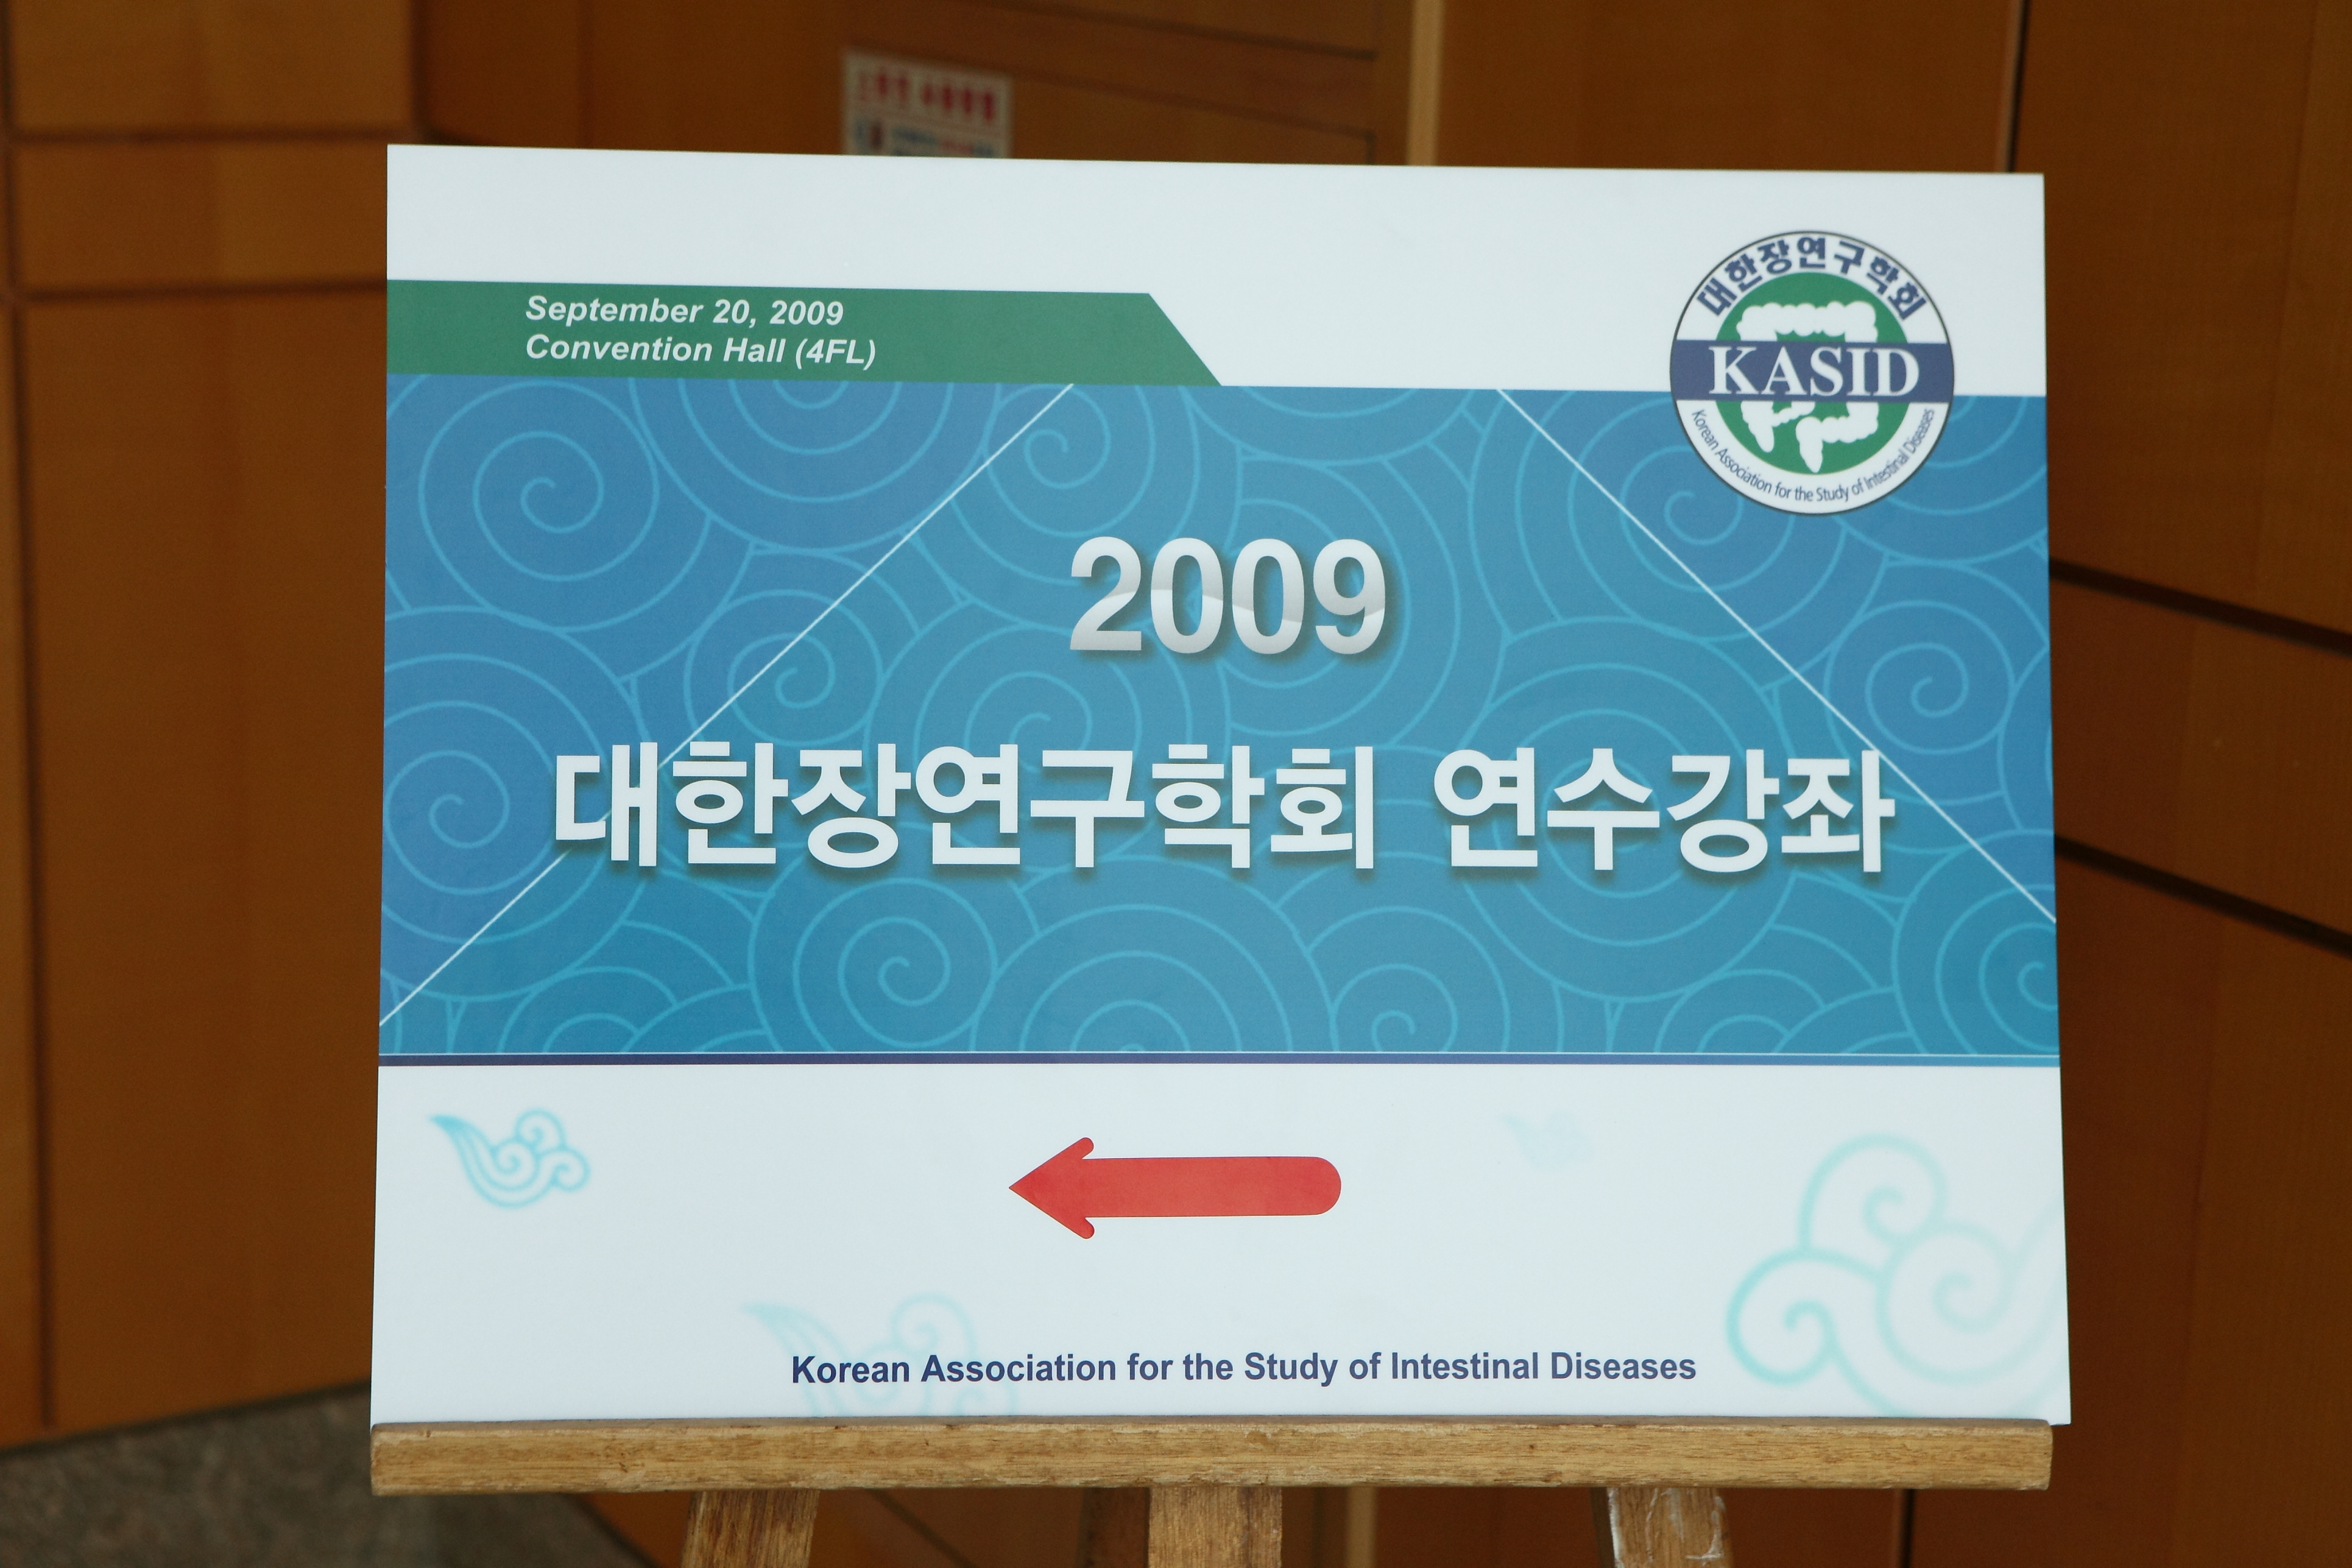 September 20, 2009
Convention Hall (4FL)
대한장연구학회
KASID
Korean Association for the Study of Intestinal Diseases
2009
대한장연구학회 연수강좌
Korean Association for the Study of Intestinal Diseases